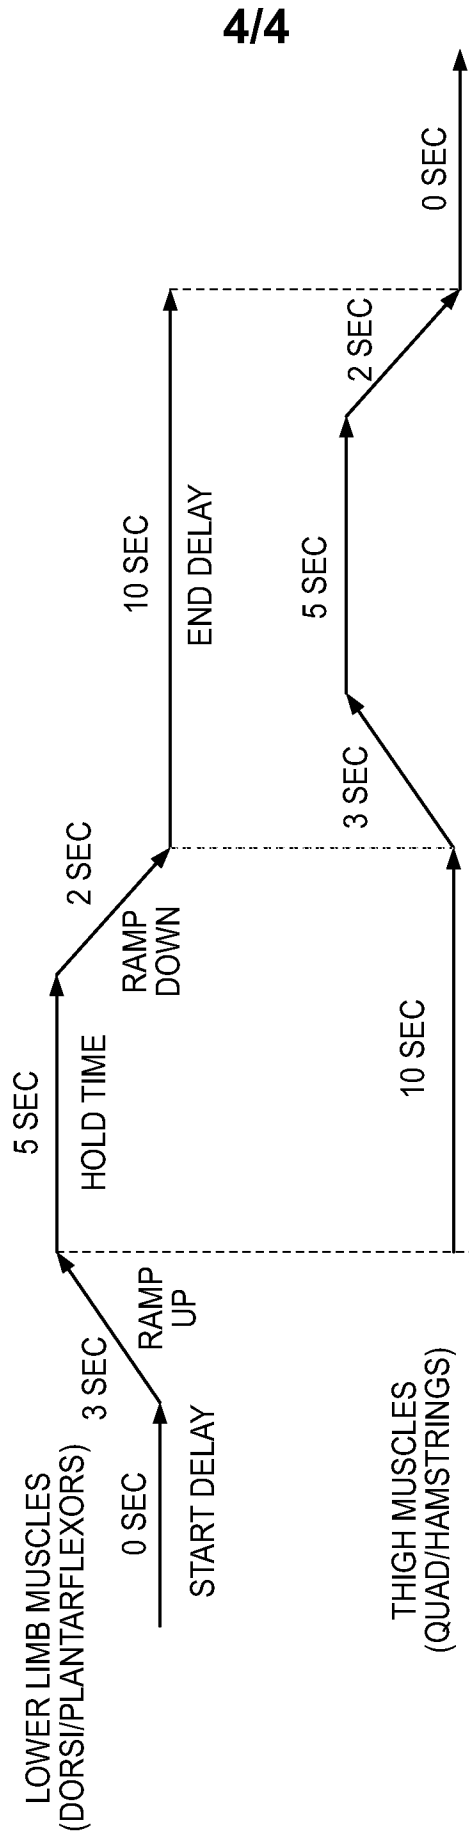 4/4
LOWER LIMB MUSCLES
(DORSI/PLANTARFLEXORS)
0 SEC
START DELAY
3 SEC
RAMP
UP
5 SEC
HOLD TIME
2 SEC
RAMP
DOWN
10 SEC
END DELAY
THIGH MUSCLES
(QUAD/HAMSTRINGS)
10 SEC
3 SEC
5 SEC
2 SEC
0 SEC